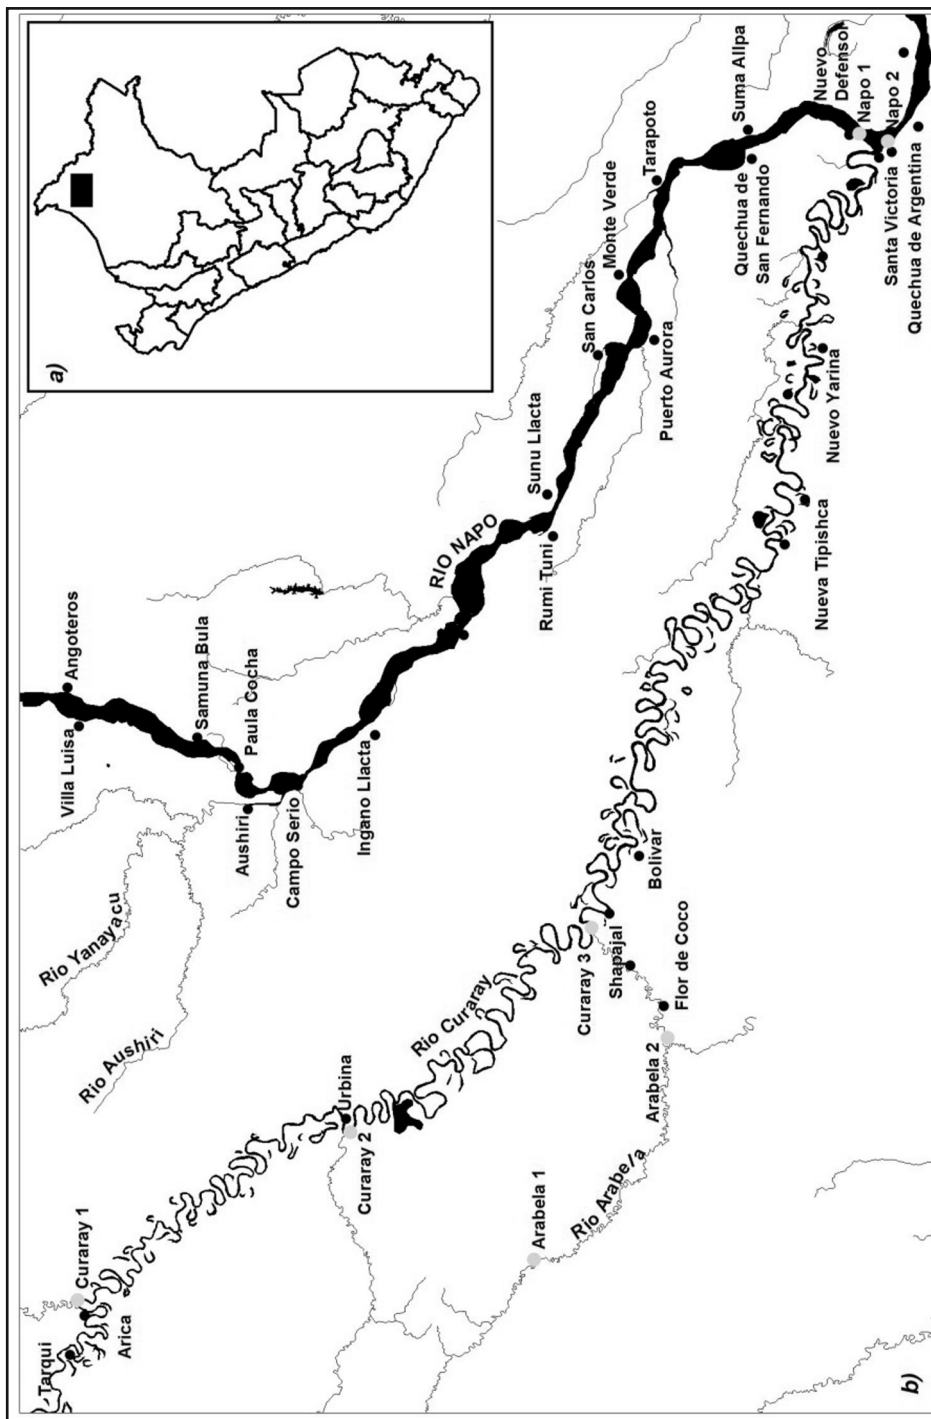 a)
Angoteros
Villa Luisa
Samuna Bula
Paula Cocha
Aushiri
Campo Serio
Ingano Llacta
RIO NAPO
Sunu Llacta
Rumi Tuni
San Carlos
Monte Verde
Puerto Aurora
Tarapoto
Suma Allpa
Quechua de
San Fernando
Nuevo
Defensor
Napo 1
Napo 2
Santa Victoria
Quechua de Argentina
Nuevo Yarina
Nueva Tipishca
Bolivar
Rio Yanayacu
Rio Aushiri
Rio Curaray
Curaray 3
Shapajal
Flor de Coco
Arabela 2
Rio Arabela
Arabela 1
Urbina
Curaray 2
Curaray 1
Arica
Tarqui
b)